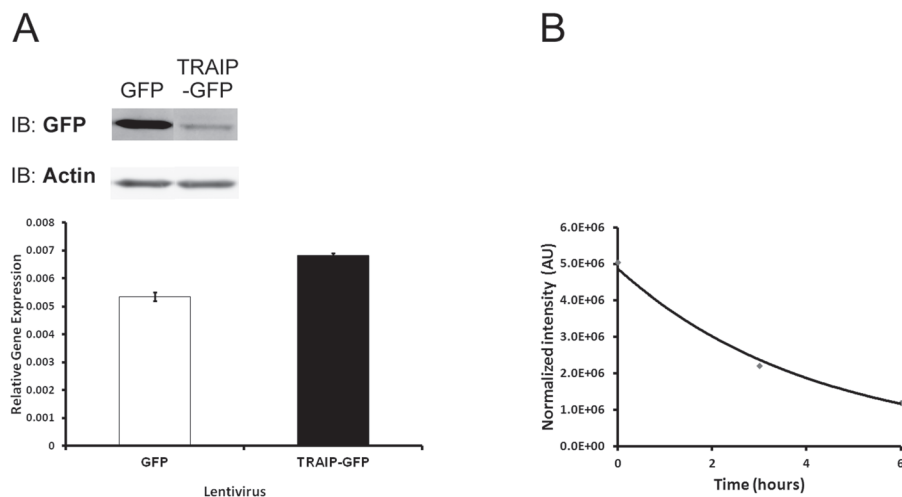 A
GFP
TRAIP
-GFP
IB: GFP
IB: Actin
Relative Gene Expression
0.008
0.007
0.006
0.005
0.004
0.003
0.002
0.001
0
GFP
TRAIP-GFP
Lentivirus
B
Normalized intensity (AU)
6.0E+06
5.0E+06
4.0E+06
3.0E+06
2.0E+06
1.0E+06
0.0E+00
0
2
4
6
Time (hours)